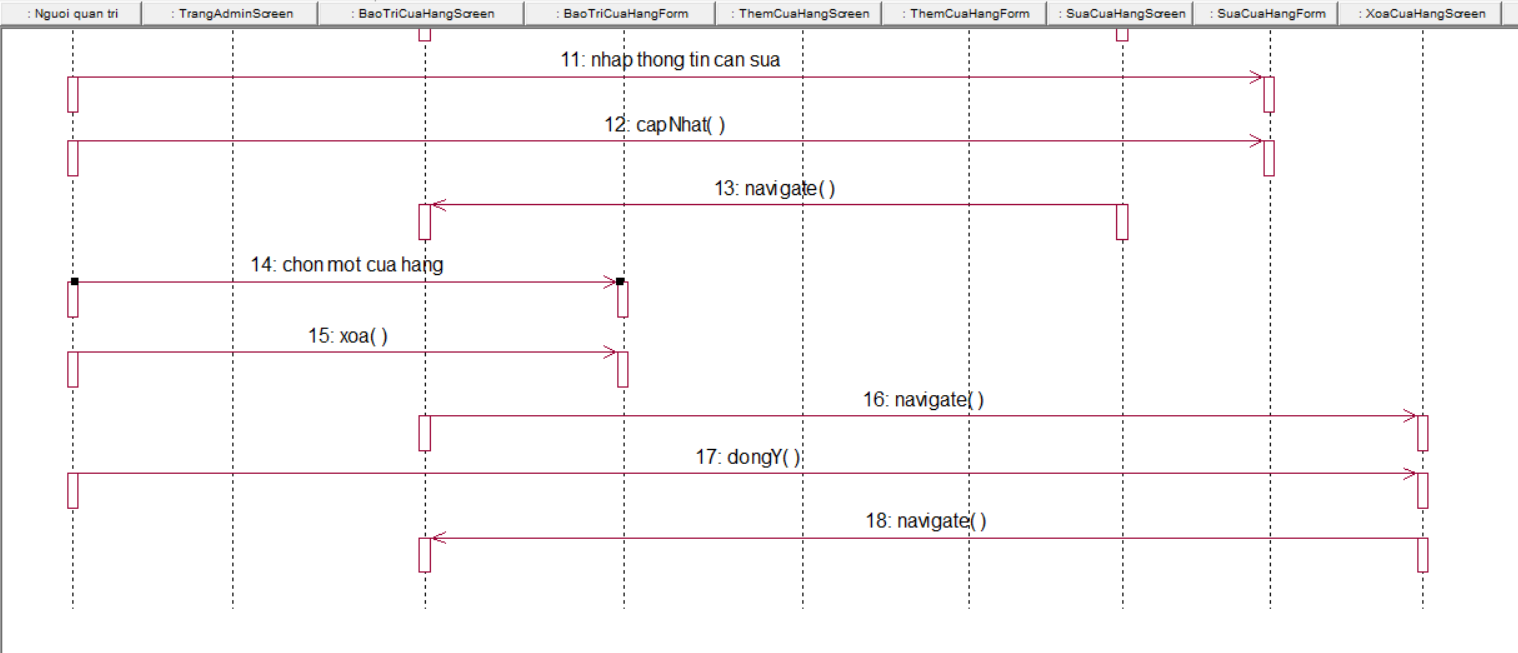 : Nguoi quan tri
: TrangAdminScreen
: BaoTriCuaHangScreen
: BaoTriCuaHangForm
: ThemCuaHangScreen
: ThemCuaHangForm
: SuaCuaHangScreen
: SuaCuaHangForm
: XoaCuaHangScreen
11: nhap thong tin can sua
12: capNhat( )
13: navigate( )
14: chon mot cua hang
15: xoa( )
16: navigate( )
17: dongY( )
18: navigate( )